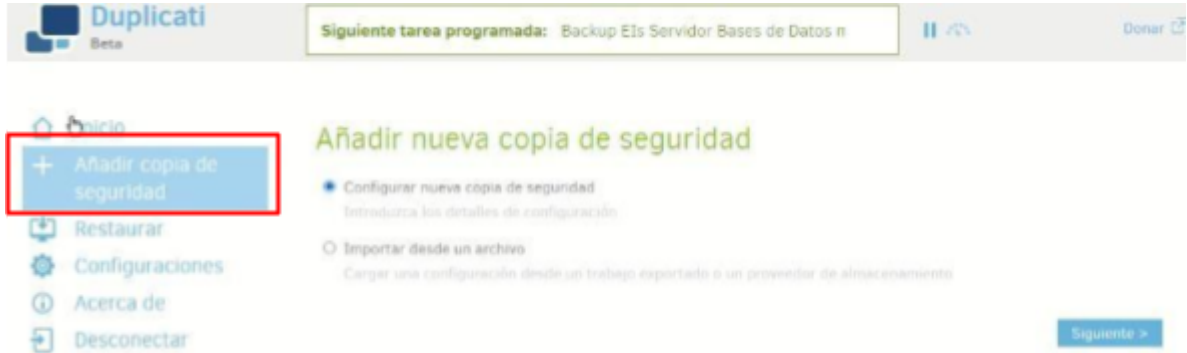 Duplicati
Beta
Siguiente tarea programada: Backup EIs Servidor Bases de Datos n
Donar
Inicio
Añadir copia de
seguridad
Restaurar
Configuraciones
Acerca de
Desconectar
Añadir nueva copia de seguridad
Configurar nueva copia de seguridad
Introduzca los detalles de configuración
Importar desde un archivo
Cargar una configuración desde un trabajo exportado o un proveedor de almacenamiento
Siguiente >